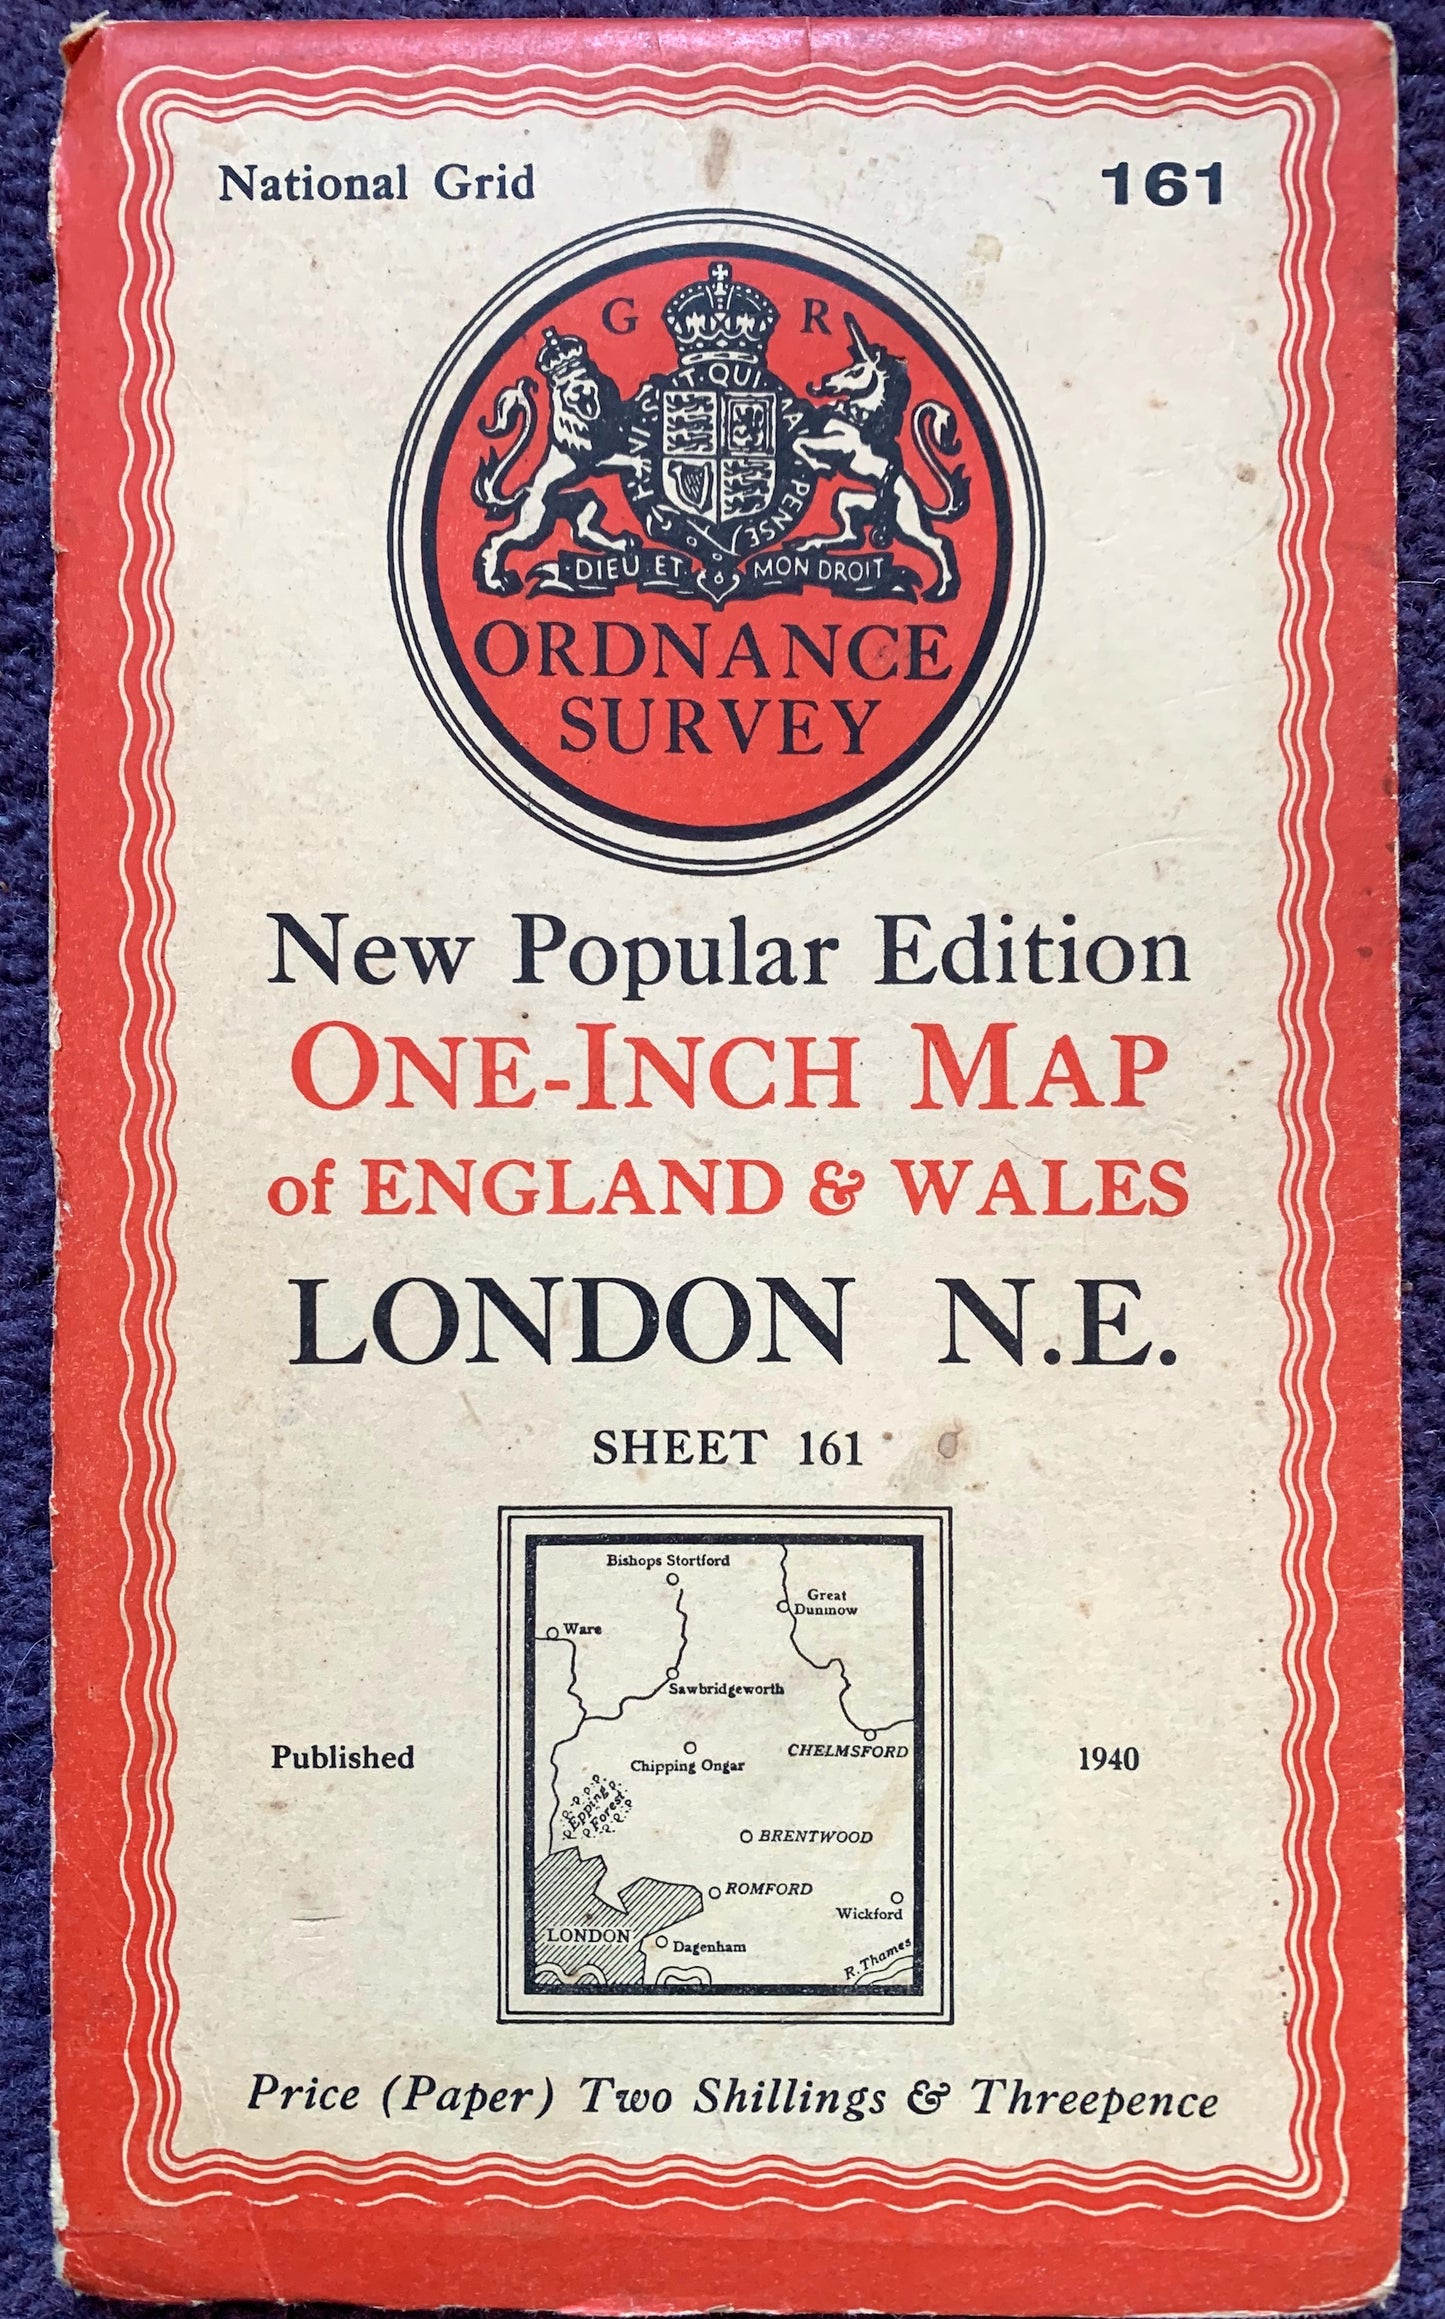 National Grid
161
G R
HONI SOIT QUI MAL Y PENSE
DIEU ET MON DROIT
ORDNANCE
SURVEY
New Popular Edition
ONE-INCH MAP
of ENGLAND & WALES
LONDON N.E.
SHEET 161
Bishops Stortford
Great
Dunmow
Ware
Sawbridgeworth
CHELMSFORD
Chipping Ongar
Epping
Forest
BRENTWOOD
ROMFORD
Wickford
LONDON
Dagenham
R. Thames
Published 1940
Price (Paper) Two Shillings & Threepence